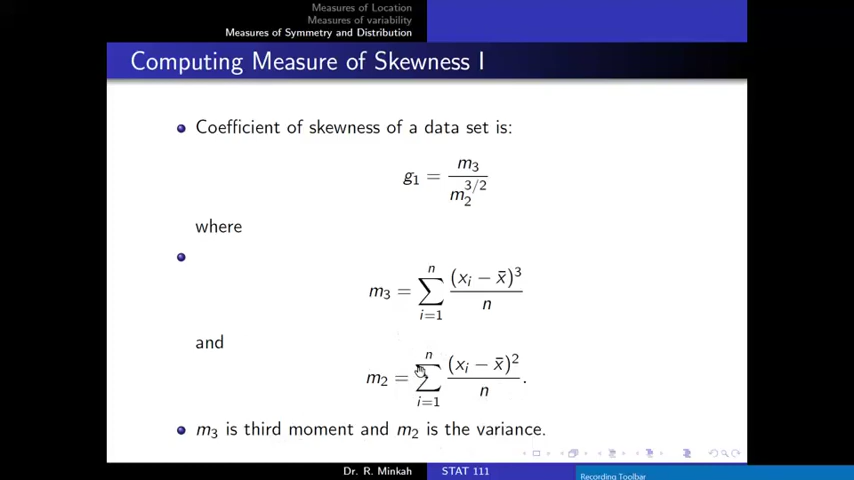 Measures of Location
Measures of variability
Measures of Symmetry and Distribution
Computing Measure of Skewness I
Coefficient of skewness of a data set is:
g₁ = m₃ / m₂^{3/2}
where
m₃ = ∑_{i=1}^{n} (xᵢ − x̄)³ / n
and
m₂ = ∑_{i=1}^{n} (xᵢ − x̄)² / n.
m₃ is third moment and m₂ is the variance.
Dr. R. Minkah STAT 111
Recording Toolbar